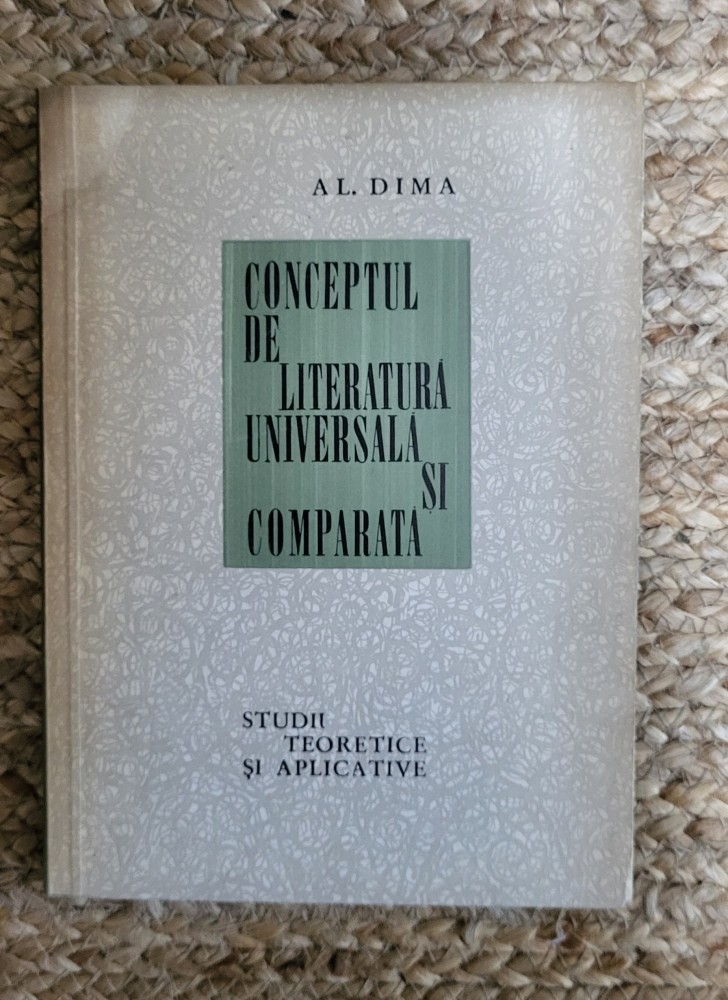 AL. DIMA
CONCEPTUL
DE
LITERATURĂ
UNIVERSALĂ
ȘI
COMPARATĂ
STUDII
TEORETICE
ȘI APLICATIVE